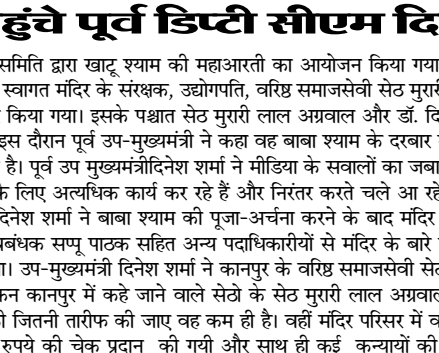 हुंचे पूर्व डिप्टी सीएम दि
समिति द्वारा खाटू श्याम की महाआरती का आयोजन किया गया
स्वागत मंदिर के संरक्षक, उद्योगपति, वरिष्ठ समाजसेवी सेठ मुरारी
किया गया। इसके पश्चात सेठ मुरारी लाल अग्रवाल और डॉ. दि
इस दौरान पूर्व उप-मुख्यमंत्री ने कहा वह बाबा श्याम के दरबार
है। पूर्व उप मुख्यमंत्रीदिनेश शर्मा ने मीडिया के सवालों का जबा
के लिए अत्यधिक कार्य कर रहे हैं और निरंतर करते चले आ रहे
दिनेश शर्मा ने बाबा श्याम की पूजा-अर्चना करने के बाद मंदिर
प्रबंधक सप्पू पाठक सहित अन्य पदाधिकारीयों से मंदिर के बारे
ा। उप-मुख्यमंत्री दिनेश शर्मा ने कानपुर के वरिष्ठ समाजसेवी सेठ
कन कानपुर में कहे जाने वाले सेठो के सेठ मुरारी लाल अग्रवाल
ी जितनी तारीफ की जाए वह कम ही है। वहीं मंदिर परिसर में व
रुपये की चेक प्रदान की गयी और साथ ही कई कन्यायों की